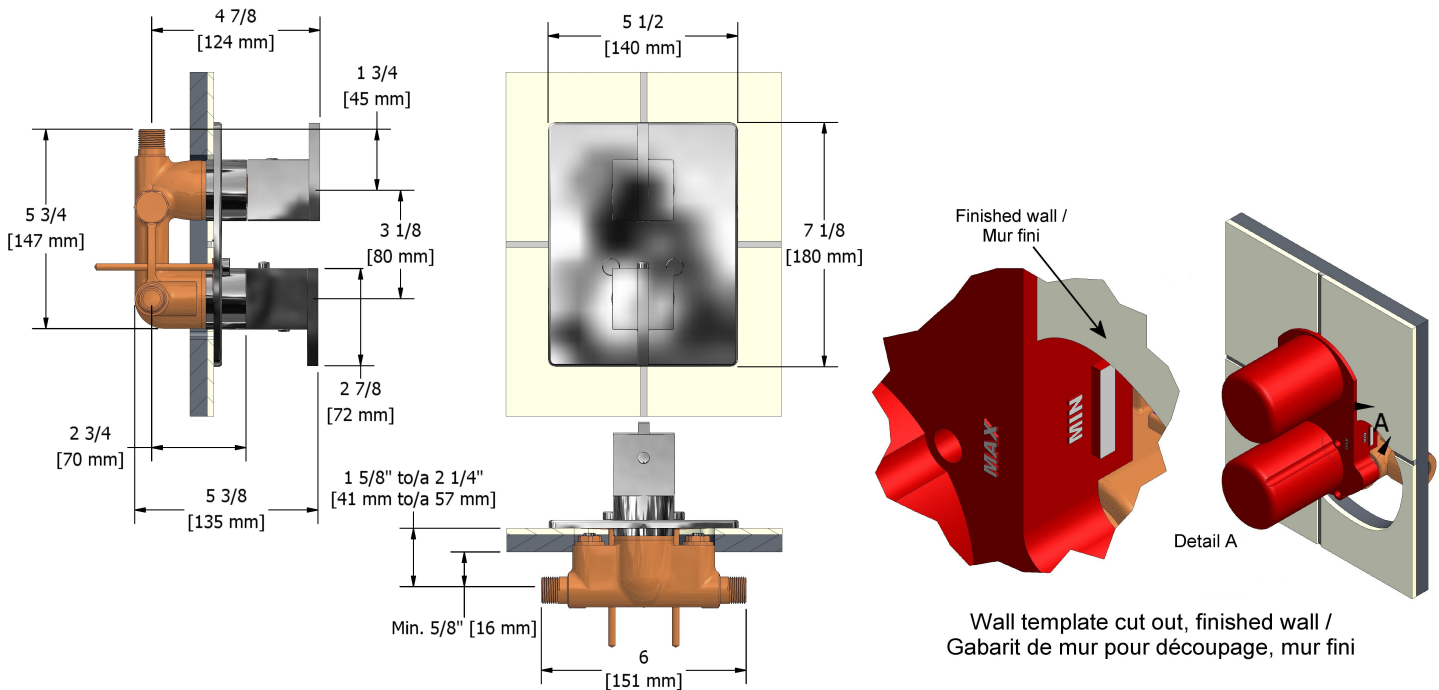 4 7/8
[124 mm]
1 3/4
[45 mm]
5 3/4
[147 mm]
3 1/8
[80 mm]
2 7/8
[72 mm]
2 3/4
[70 mm]
5 3/8
[135 mm]
5 1/2
[140 mm]
7 1/8
[180 mm]
1 5/8" to/a 2 1/4"
[41 mm to/a 57 mm]
Min. 5/8" [16 mm]
6
[151 mm]
Finished wall /
Mur fini
MAX
MIN
A
Detail A
Wall template cut out, finished wall /
Gabarit de mur pour découpage, mur fini